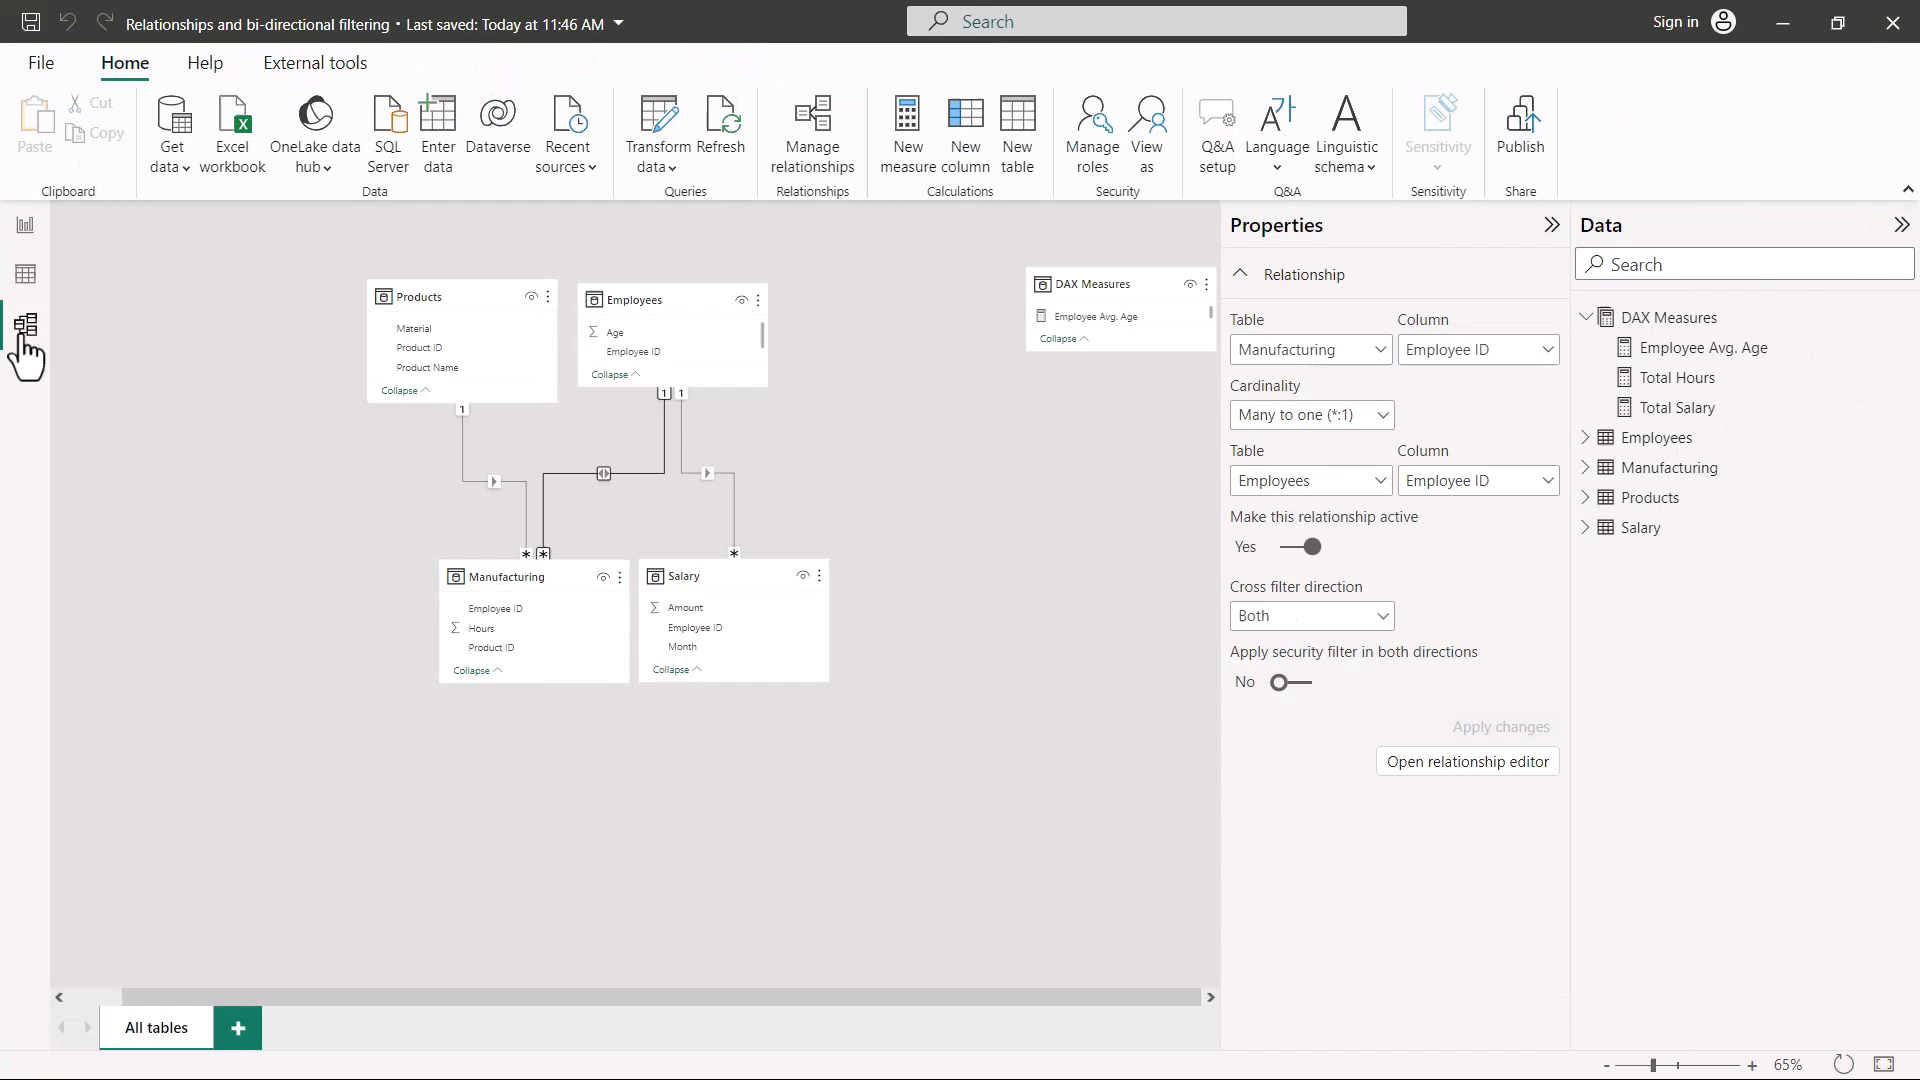 Relationships and bi-directional filtering • Last saved: Today at 11:46 AM
Search
Sign in
File
Home
Help
External tools
Paste
Cut
Copy
Clipboard
Get data
Excel workbook
OneLake data hub
SQL Server
Enter data
Dataverse
Recent sources
Data
Transform data
Refresh
Queries
Manage relationships
Relationships
New measure
New column
New table
Calculations
Manage roles
View as
Security
Q&A setup
Language
Linguistic schema
Q&A
Sensitivity
Sensitivity
Publish
Share
Products
Material
Product ID
Product Name
Collapse
Employees
Age
Employee ID
Collapse
DAX Measures
Employee Avg. Age
Collapse
1
1
1
*
*
*
Manufacturing
Employee ID
Hours
Product ID
Collapse
Salary
Amount
Employee ID
Month
Collapse
Properties
Relationship
Table
Column
Manufacturing
Employee ID
Cardinality
Many to one (*:1)
Table
Column
Employees
Employee ID
Make this relationship active
Yes
Cross filter direction
Both
Apply security filter in both directions
No
Apply changes
Open relationship editor
Data
Search
DAX Measures
Employee Avg. Age
Total Hours
Total Salary
Employees
Manufacturing
Products
Salary
All tables
+
- + 65%